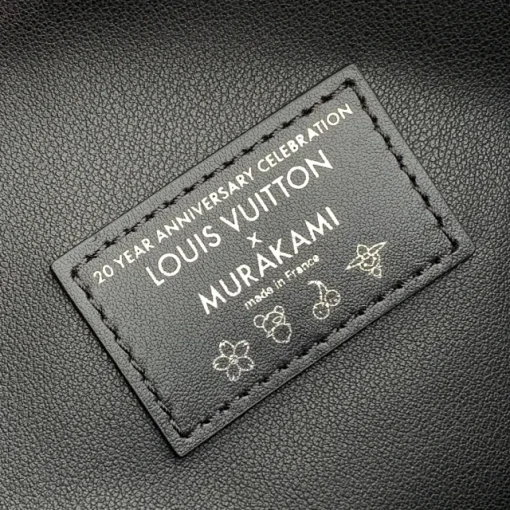 20 YEAR ANNIVERSARY CELEBRATION
LOUIS VUITTON
x
MURAKAMI
made in France